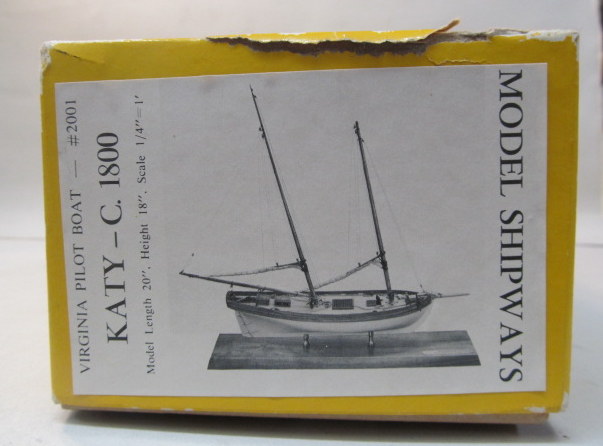 VIRGINIA PILOT BOAT — #2001
KATY – C. 1800
Model Length 20″, Height 18″, Scale 1/4″=1′
MODEL SHIPWAYS